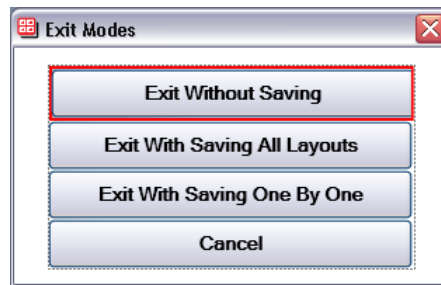 Exit Modes
Exit Without Saving
Exit With Saving All Layouts
Exit With Saving One By One
Cancel